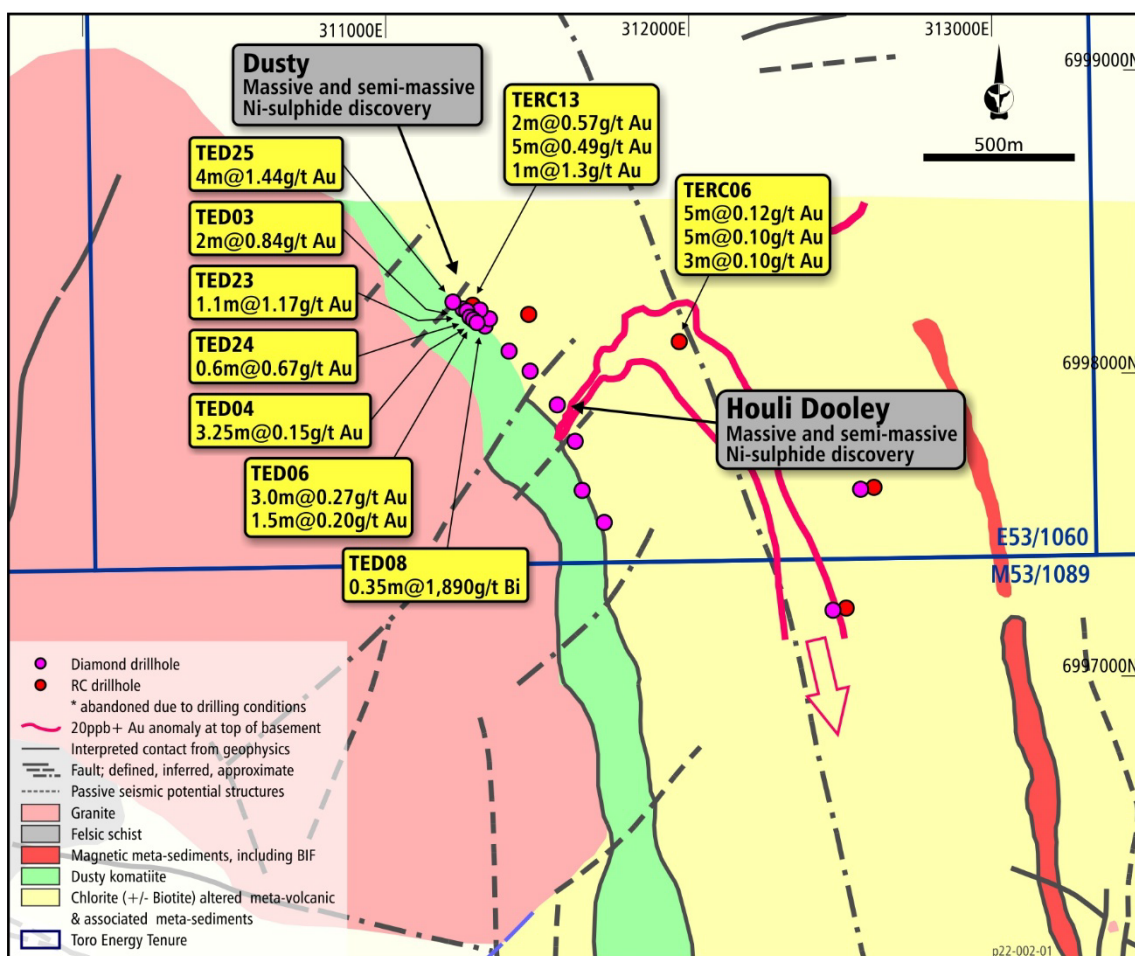 311000E
312000E
313000E
6999000N
Dusty
Massive and semi-massive
Ni-sulphide discovery
TERC13
2m@0.57g/t Au
5m@0.49g/t Au
1m@1.3g/t Au
500m
TED25
4m@1.44g/t Au
TERC06
5m@0.12g/t Au
5m@0.10g/t Au
3m@0.10g/t Au
TED03
2m@0.84g/t Au
TED23
1.1m@1.17g/t Au
TED24
0.6m@0.67g/t Au
6998000N
TED04
3.25m@0.15g/t Au
Houli Dooley
Massive and semi-massive
Ni-sulphide discovery
TED06
3.0m@0.27g/t Au
1.5m@0.20g/t Au
TED08
0.35m@1,890g/t Bi
E53/1060
M53/1089
6997000N
Diamond drillhole
RC drillhole
* abandoned due to drilling conditions
20ppb+ Au anomaly at top of basement
Interpreted contact from geophysics
Fault; defined, inferred, approximate
Passive seismic potential structures
Granite
Felsic schist
Magnetic meta-sediments, including BIF
Dusty komatiite
Chlorite (+/- Biotite) altered meta-volcanic
& associated meta-sediments
Toro Energy Tenure
p22-002-01